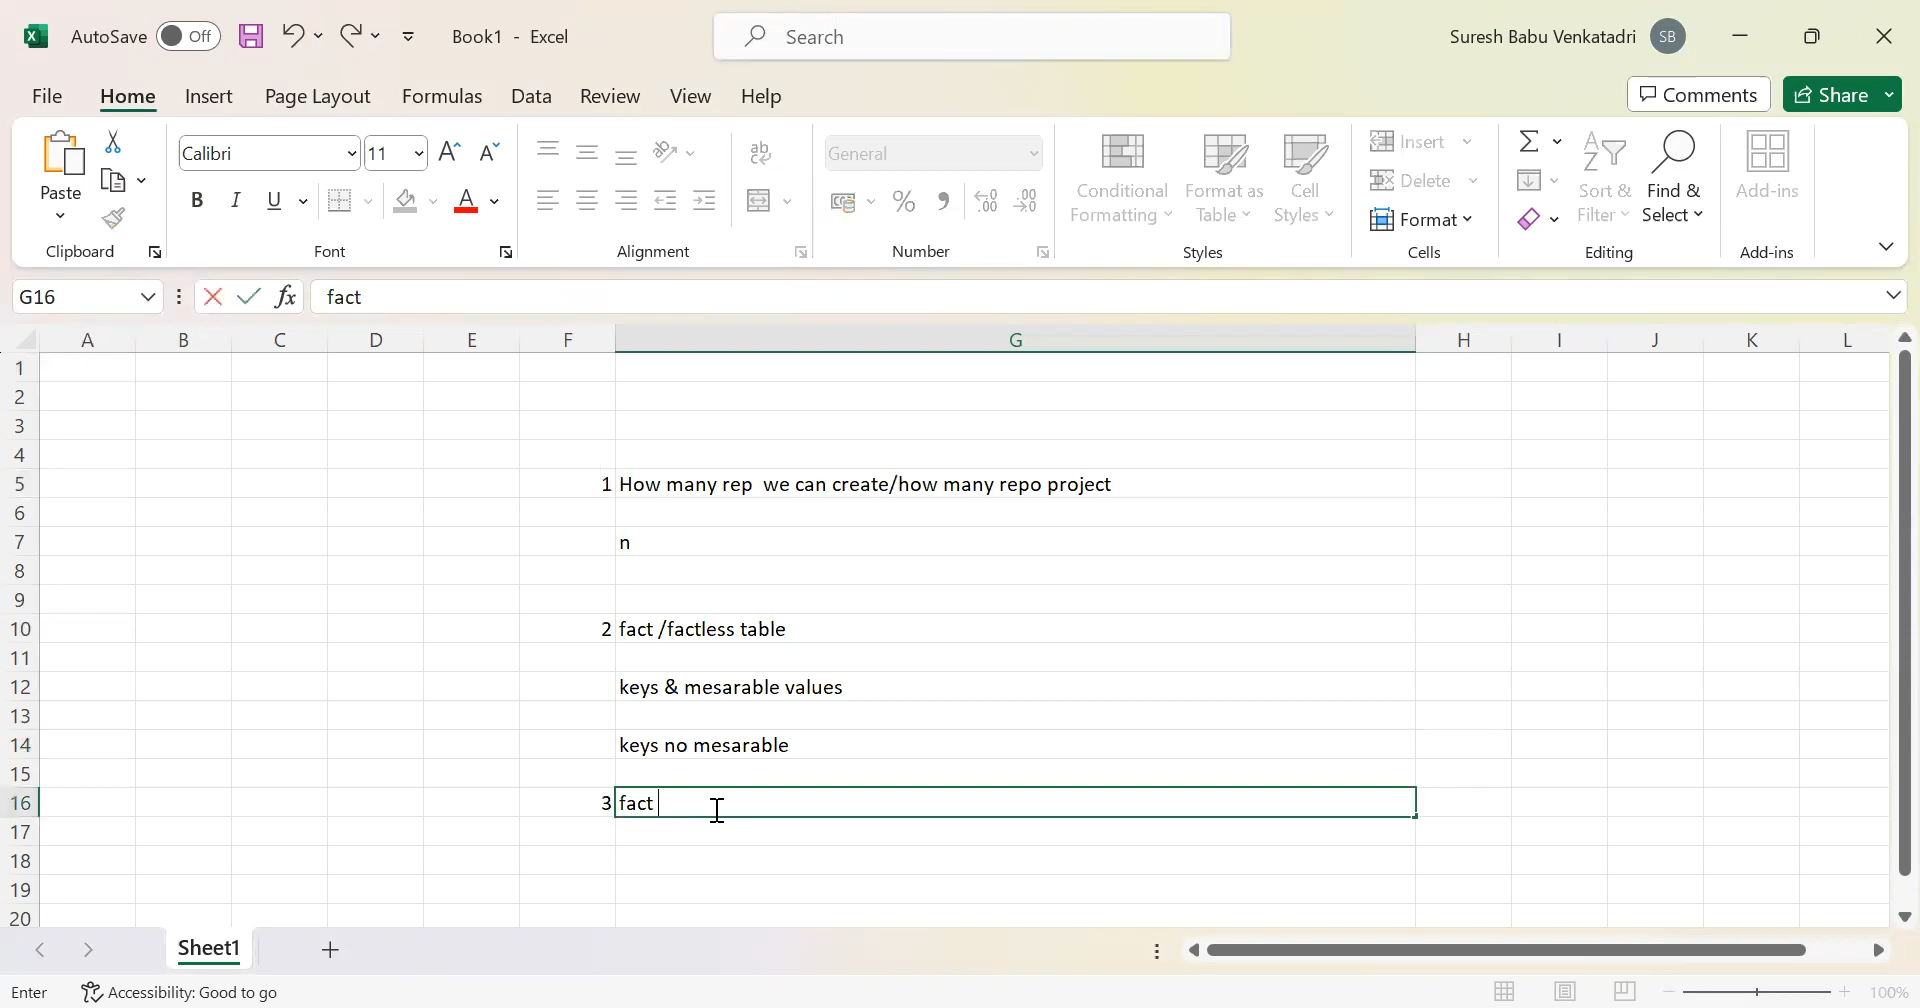 AutoSave Off Book1 - Excel Search Suresh Babu Venkatadri SB
File Home Insert Page Layout Formulas Data Review View Help Comments Share
Paste Calibri 11 General Conditional Formatting Format as Table Cell Styles Insert Delete Format Sort & Filter Find & Select Add-ins
Clipboard Font Alignment Number Styles Cells Editing Add-ins
G16 fx fact
A B C D E F G H I J K L
1
2
3
4
5 1 How many rep  we can create/how many repo project
6
7 n
8
9
10 2 fact /factless table
11
12 keys & mesarable values
13
14 keys no mesarable
15
16 3 fact
17
18
19
20
Sheet1
Enter Accessibility: Good to go 100%